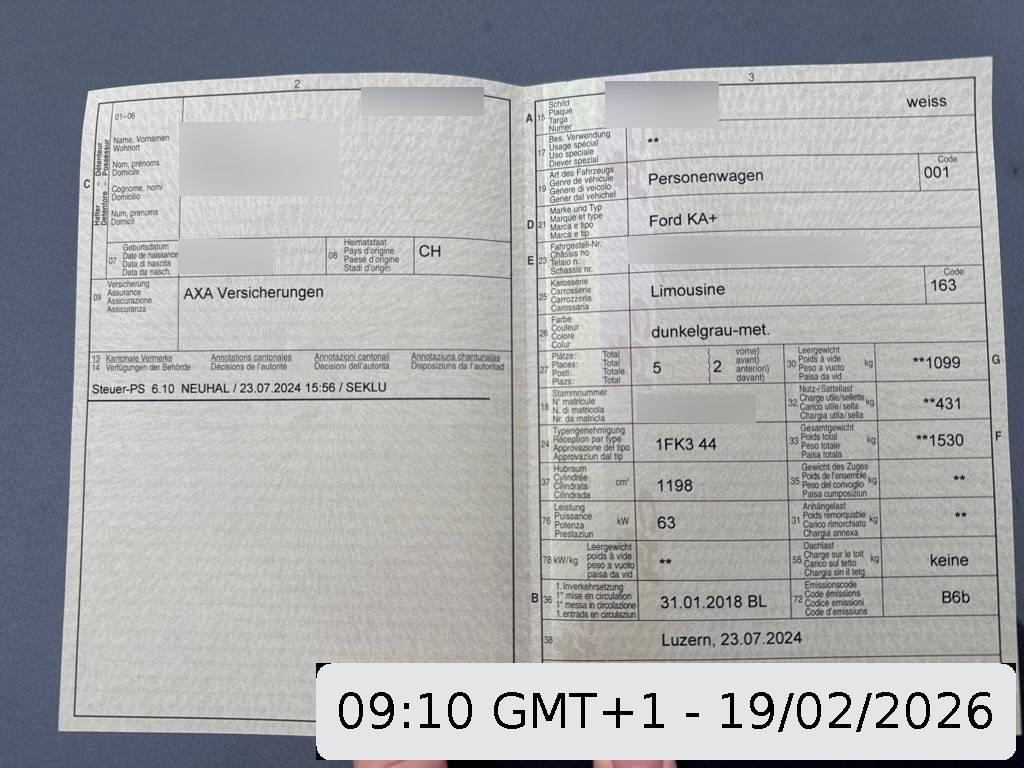 2
01-06
C
Halter Détenteur
Detentore Possessur
Name, Vornamen
Wohnort
Nom, prénoms
Domicile
Cognome, nomi
Domicilio
Num, prenums
Domicil
07
Geburtsdatum
Date de naissance
Data di nascita
Data da nasch.
08
Heimatstaat
Pays d'origine
Paese d'origine
Stadi d'origin
CH
09
Versicherung
Assurance
Assicurazione
Assicuranza
AXA Versicherungen
13 Kantonale Vermerke Annotations cantonales Annotazioni cantonali Annotaziuns chantunalas
14 Verfügungen der Behörde Décisions de l'autorité Decisioni dell'autorità Disposiziuns da l'autoritad
Steuer-PS 6.10 NEUHAL / 23.07.2024 15:56 / SEKLU
3
A 15
Schild
Plaque
Targa
Numer
weiss
17
Bes. Verwendung
Usage spécial
Uso speciale
Diever spezial
**
19
Art des Fahrzeugs
Genre de véhicule
Genere di veicolo
Gener dal vehichel
Personenwagen
Code
001
D 21
Marke und Typ
Marque et type
Marca e tipo
Marca e tip
Ford KA+
E 23
Fahrgestell-Nr.
Châssis no
Telaio n.
Schassis nr.
25
Karosserie
Carrosserie
Carrozzeria
Carossaria
Limousine
Code
163
26
Farbe
Couleur
Colore
Colur
dunkelgrau-met.
27
Plätze: Total
Places: Total
Posti: Totale
Plazs: Total
5
2
vorne)
avant)
anteriori)
davant)
30
Leergewicht
Poids à vide
Peso a vuoto
Paisa da vid
kg
**1099
G
18
Stammnummer
N° matricule
N. di matricola
Nr. da matricla
32
Nutz-/Sattellast
Charge utile/sellette
Carico utile/sella
Chargia utila/sella
kg
**431
24
Typengenehmigung
Réception par type
Approvazione del tipo
Approvaziun dal tip
1FK3 44
33
Gesamtgewicht
Poids total
Peso totale
Paisa totala
kg
**1530
F
37
Hubraum
Cylindrée
Cilindrata
Cilindrada
cm³
1198
35
Gewicht des Zuges
Poids de l'ensemble
Peso del convoglio
Paisa cumposiziun
kg
**
76
Leistung
Puissance
Potenza
Prestaziun
kW
63
31
Anhängelast
Poids remorquable
Carico rimorchiato
Chargia annexa
kg
**
78 kW/kg
Leergewicht
poids à vide
peso a vuoto
paisa da vid
**
55
Dachlast
Charge sur le toit
Carico sul tetto
Chargia sin il tetg
kg
keine
B 36
1. Inverkehrsetzung
1re mise en circulation
1a messa in circolazione
1. entrada en circulaziun
31.01.2018 BL
72
Emissionscode
Code émissions
Codice emissioni
Code d'emissiuns
B6b
38
Luzern, 23.07.2024
09:10 GMT+1 - 19/02/2026